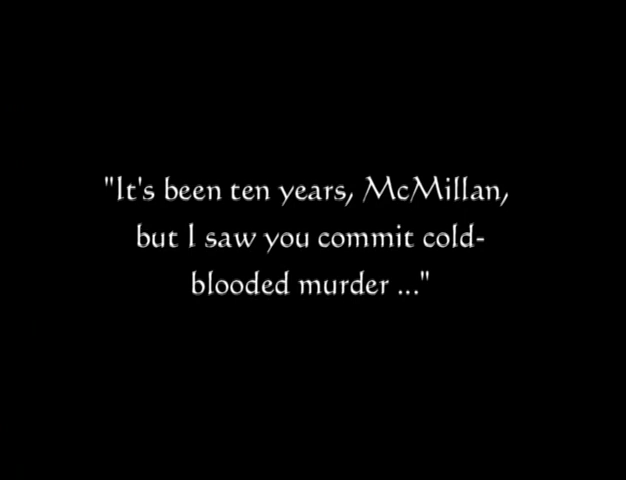 "It's been ten years, McMillan,
but I saw you commit cold-
blooded murder ..."